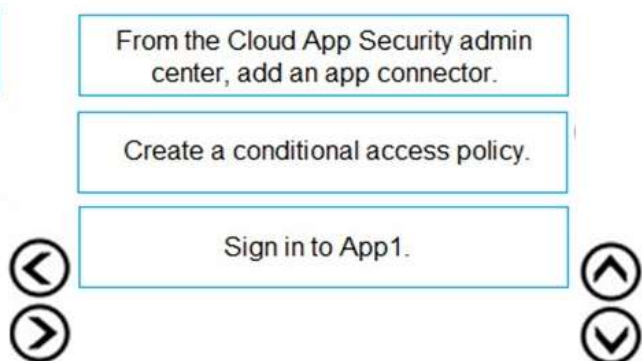 From the Cloud App Security admin
center, add an app connector.
Create a conditional access policy.
Sign in to App1.